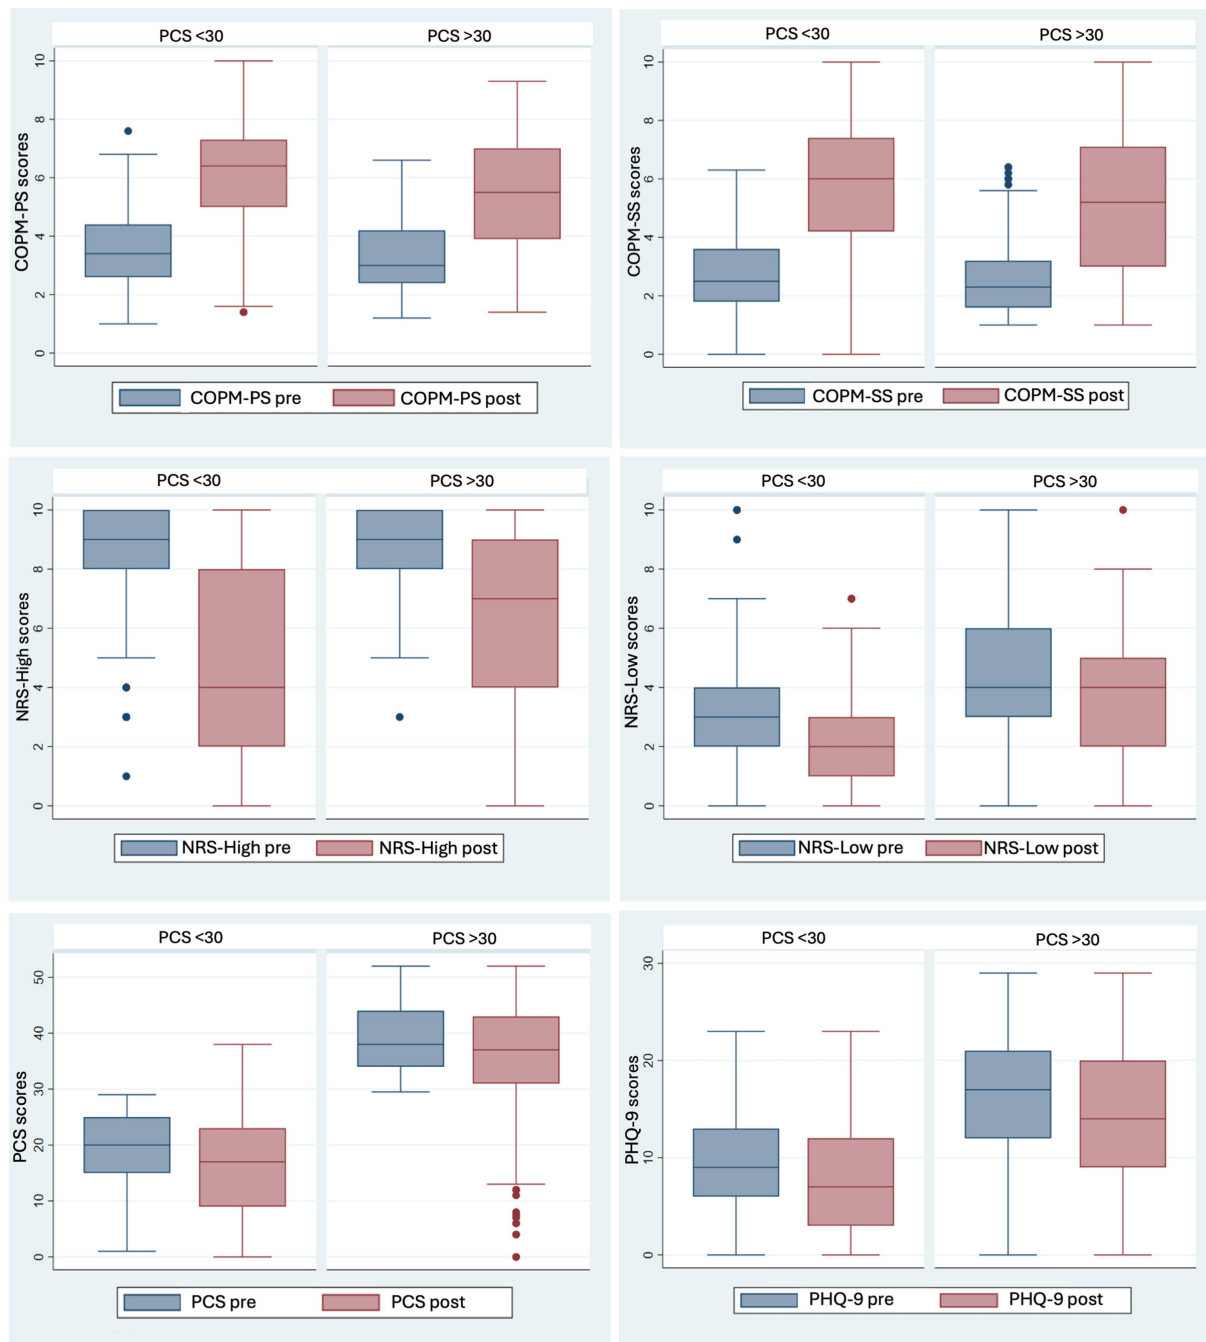 PCS <30 PCS >30
COPM-PS scores
10
8
6
4
2
0
COPM-PS pre COPM-PS post
PCS <30 PCS >30
COPM-SS scores
10
8
6
4
2
0
COPM-SS pre COPM-SS post
PCS <30 PCS >30
NRS-High scores
10
8
6
4
2
0
NRS-High pre NRS-High post
PCS <30 PCS >30
NRS-Low scores
10
8
6
4
2
0
NRS-Low pre NRS-Low post
PCS <30 PCS >30
PCS scores
50
40
30
20
10
0
PCS pre PCS post
PCS <30 PCS >30
PHQ-9 scores
30
20
10
0
PHQ-9 pre PHQ-9 post